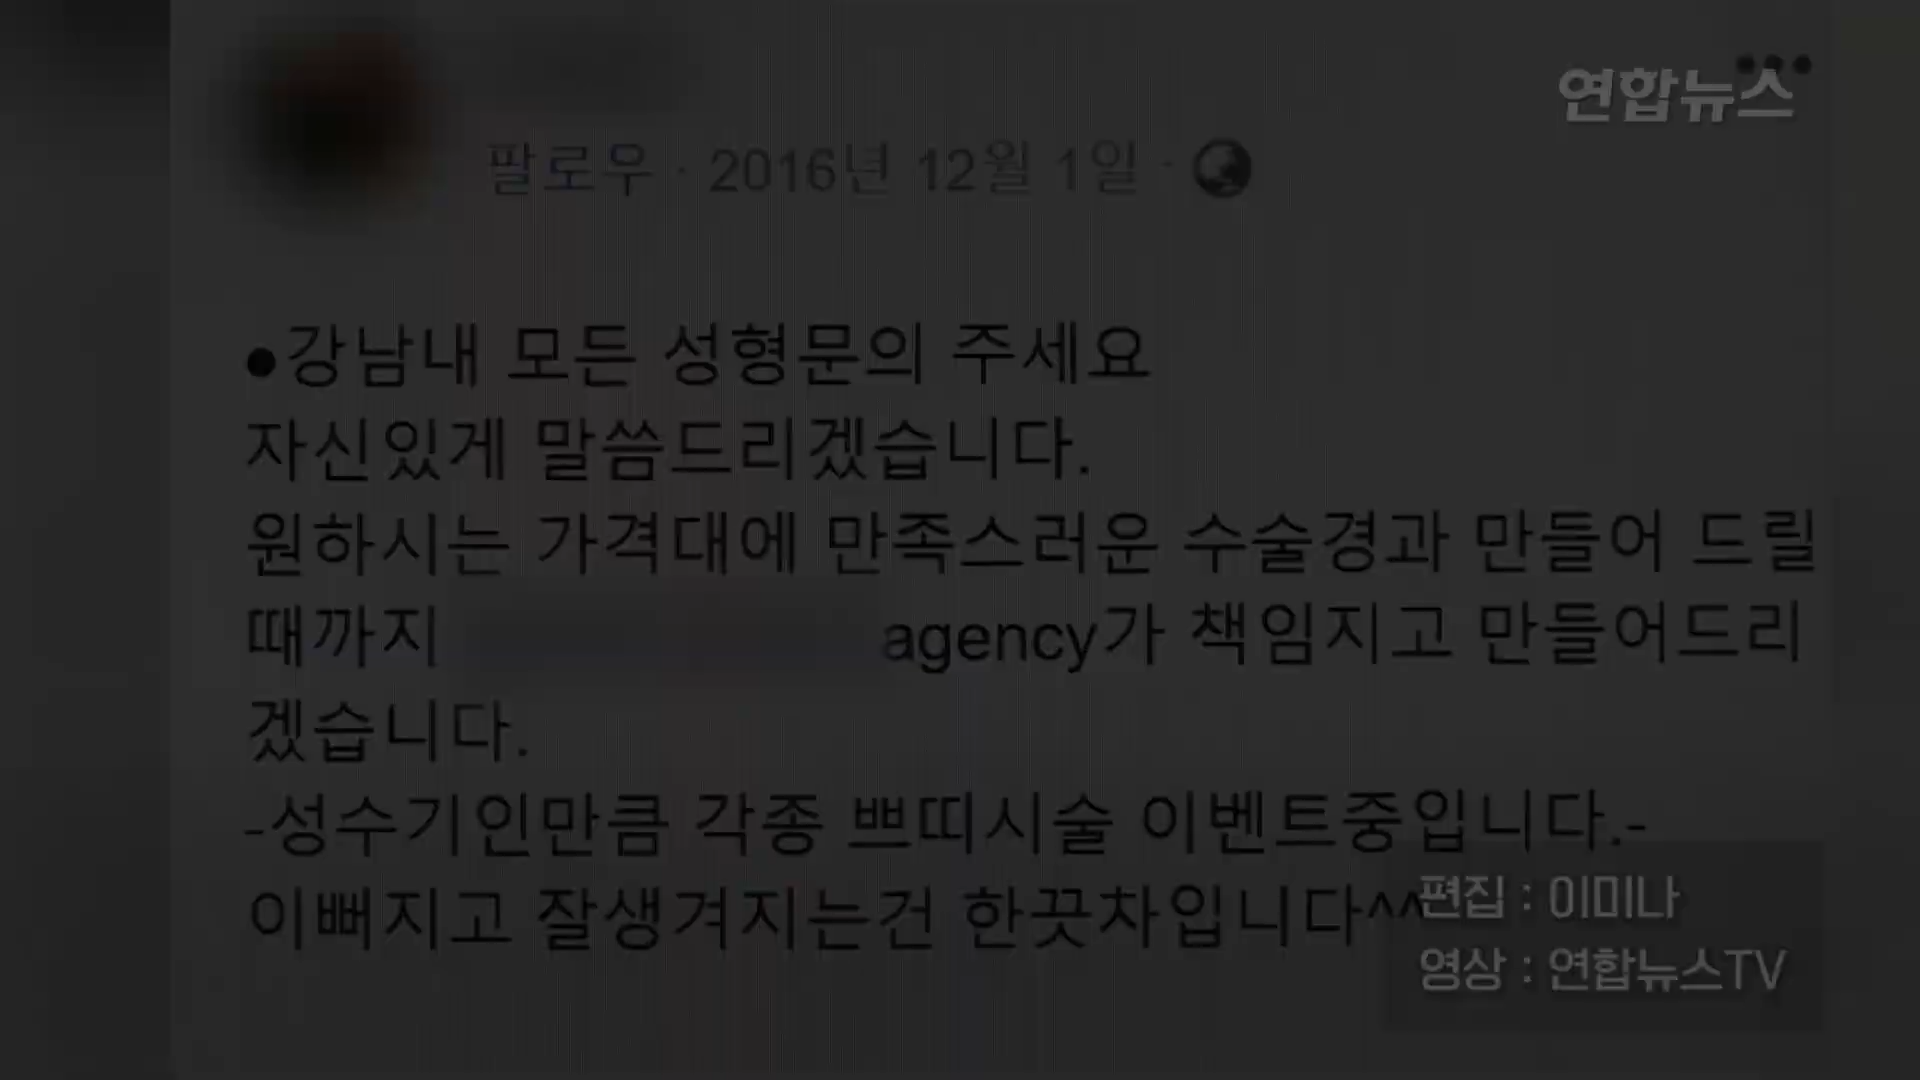 연합뉴스
팔로우 · 2016년 12월 1일 ·
●강남내 모든 성형문의 주세요
자신있게 말씀드리겠습니다.
원하시는 가격대에 만족스러운 수술경과 만들어 드릴
때까지 agency가 책임지고 만들어드리
겠습니다.
-성수기인만큼 각종 쁘띠시술 이벤트중입니다.-
이뻐지고 잘생겨지는건 한끗차입니다^^
편집 : 이미나
영상 : 연합뉴스TV